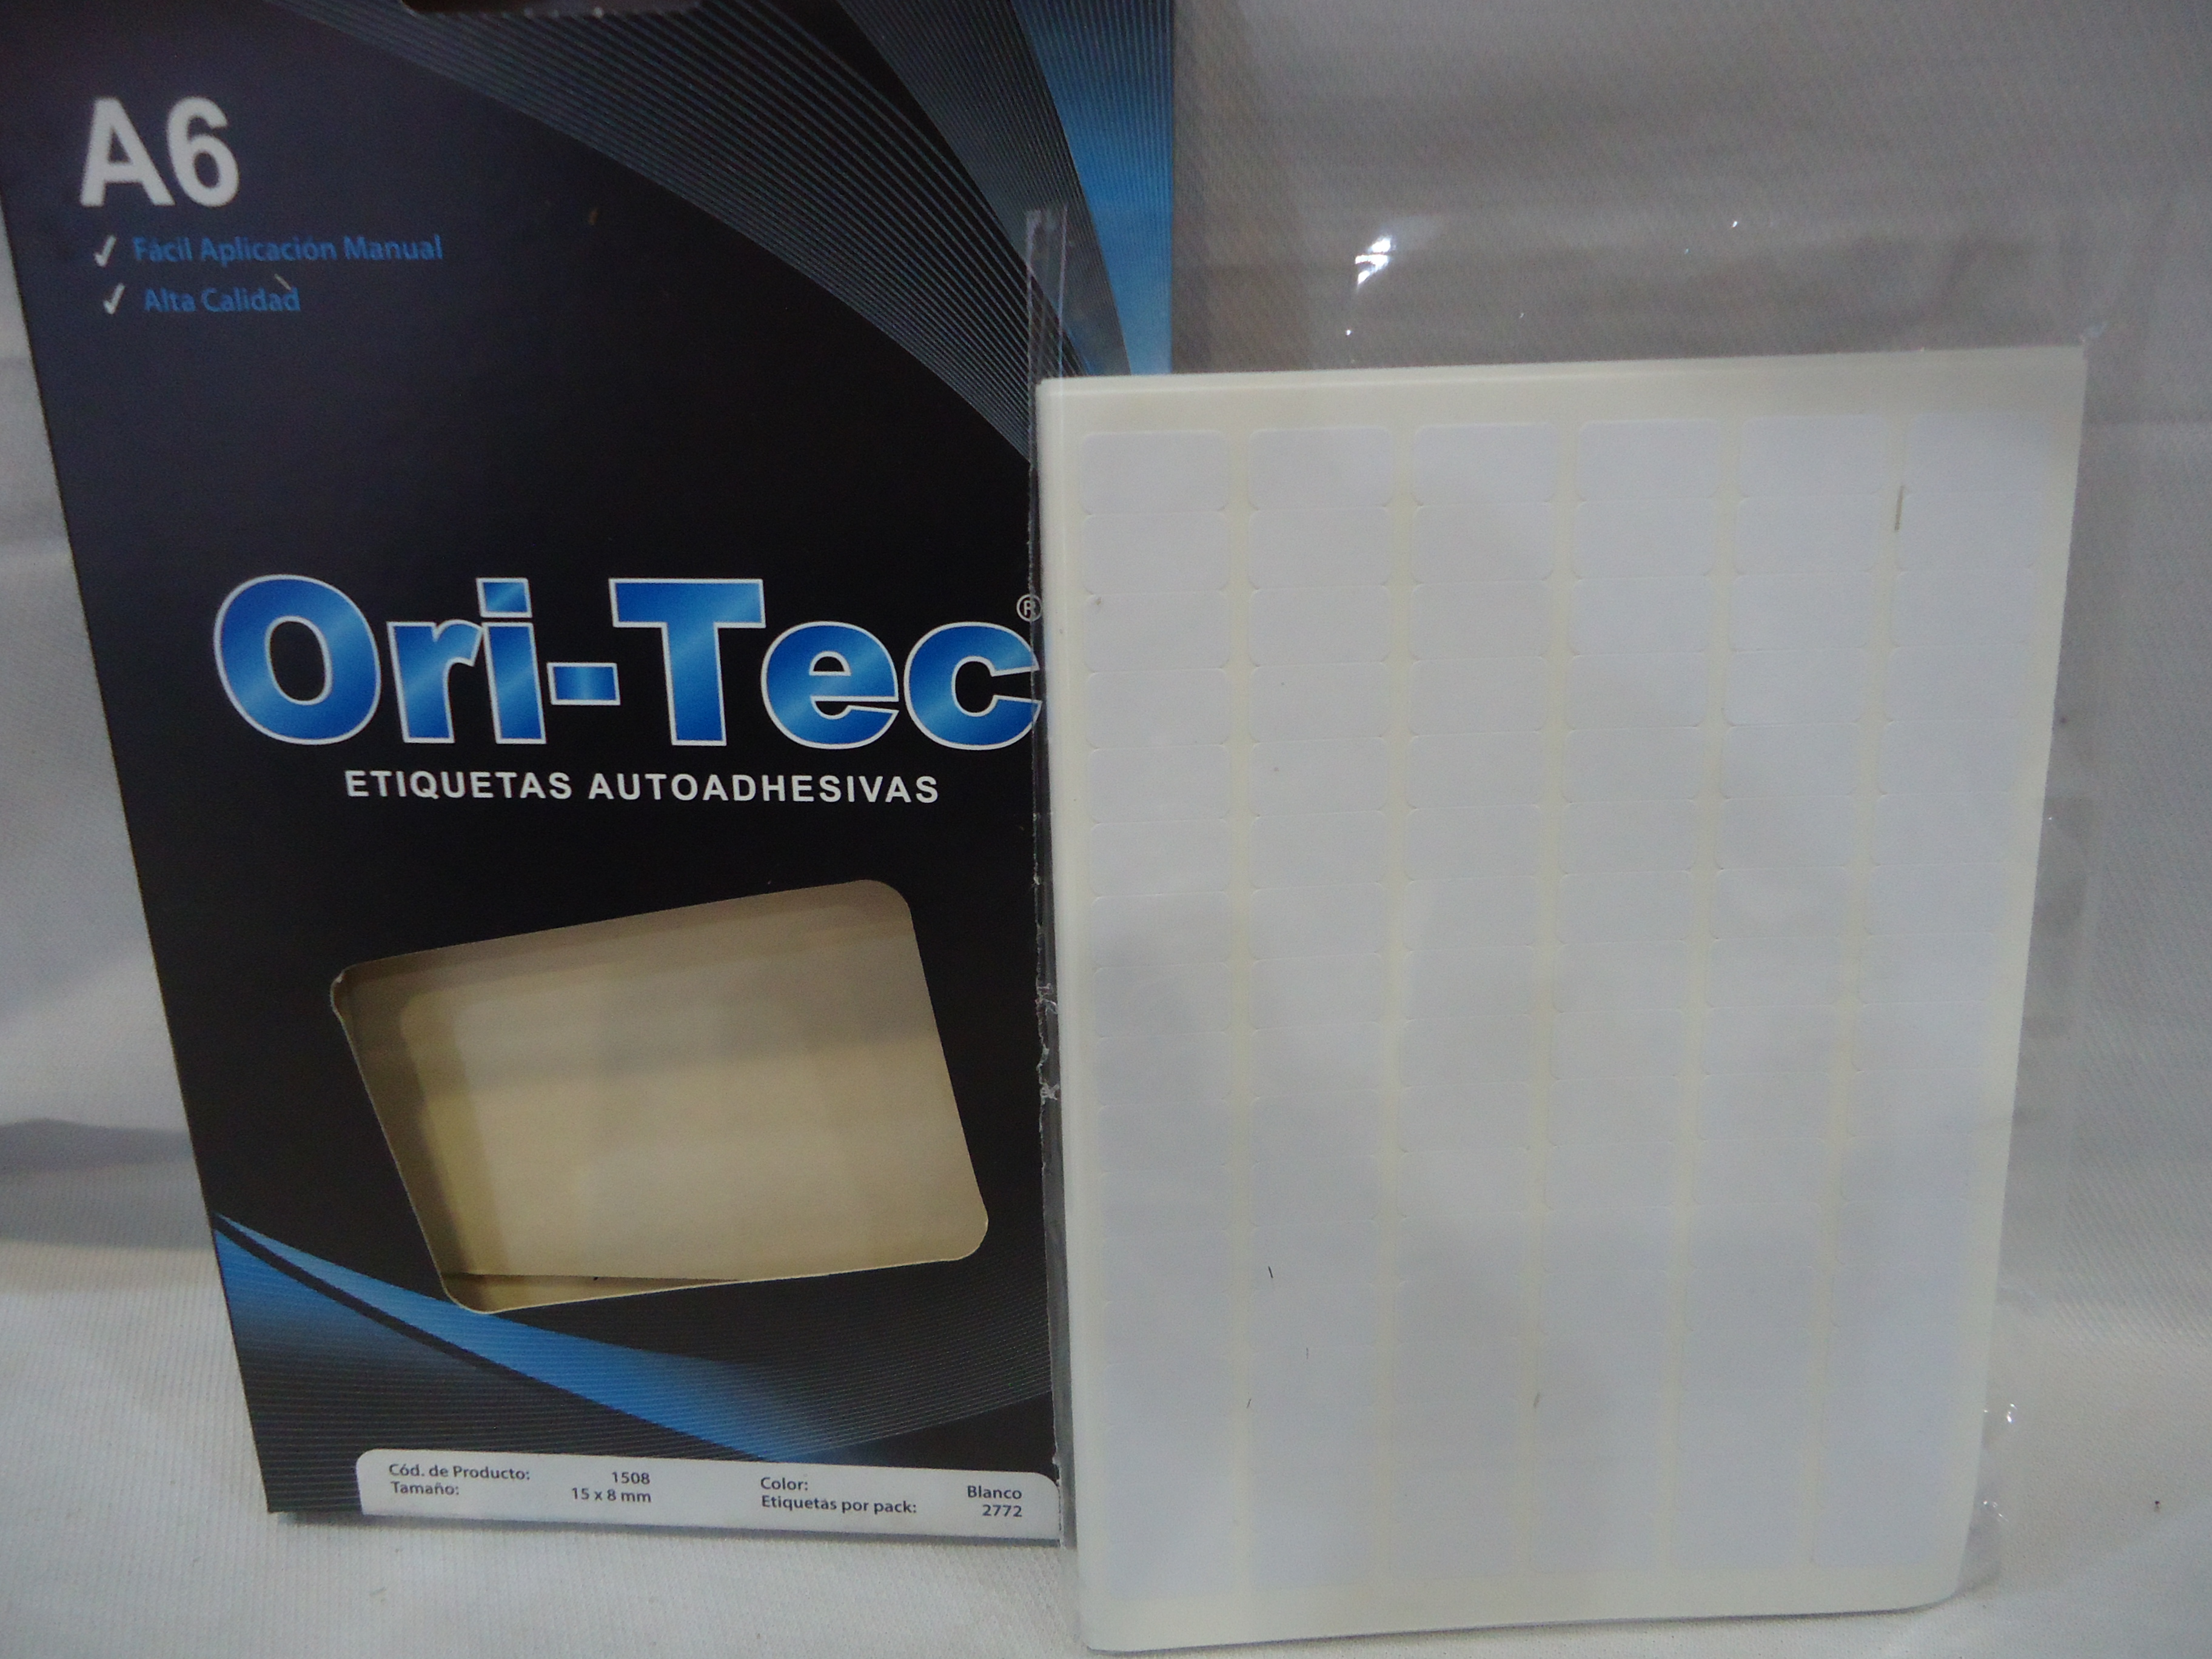 A6
✓ Fácil Aplicación Manual
✓ Alta Calidad
Ori-Tec®
ETIQUETAS AUTOADHESIVAS
Cód. de Producto: 1508
Tamaño: 15 x 8 mm
Color: Blanco
Etiquetas por pack: 2772